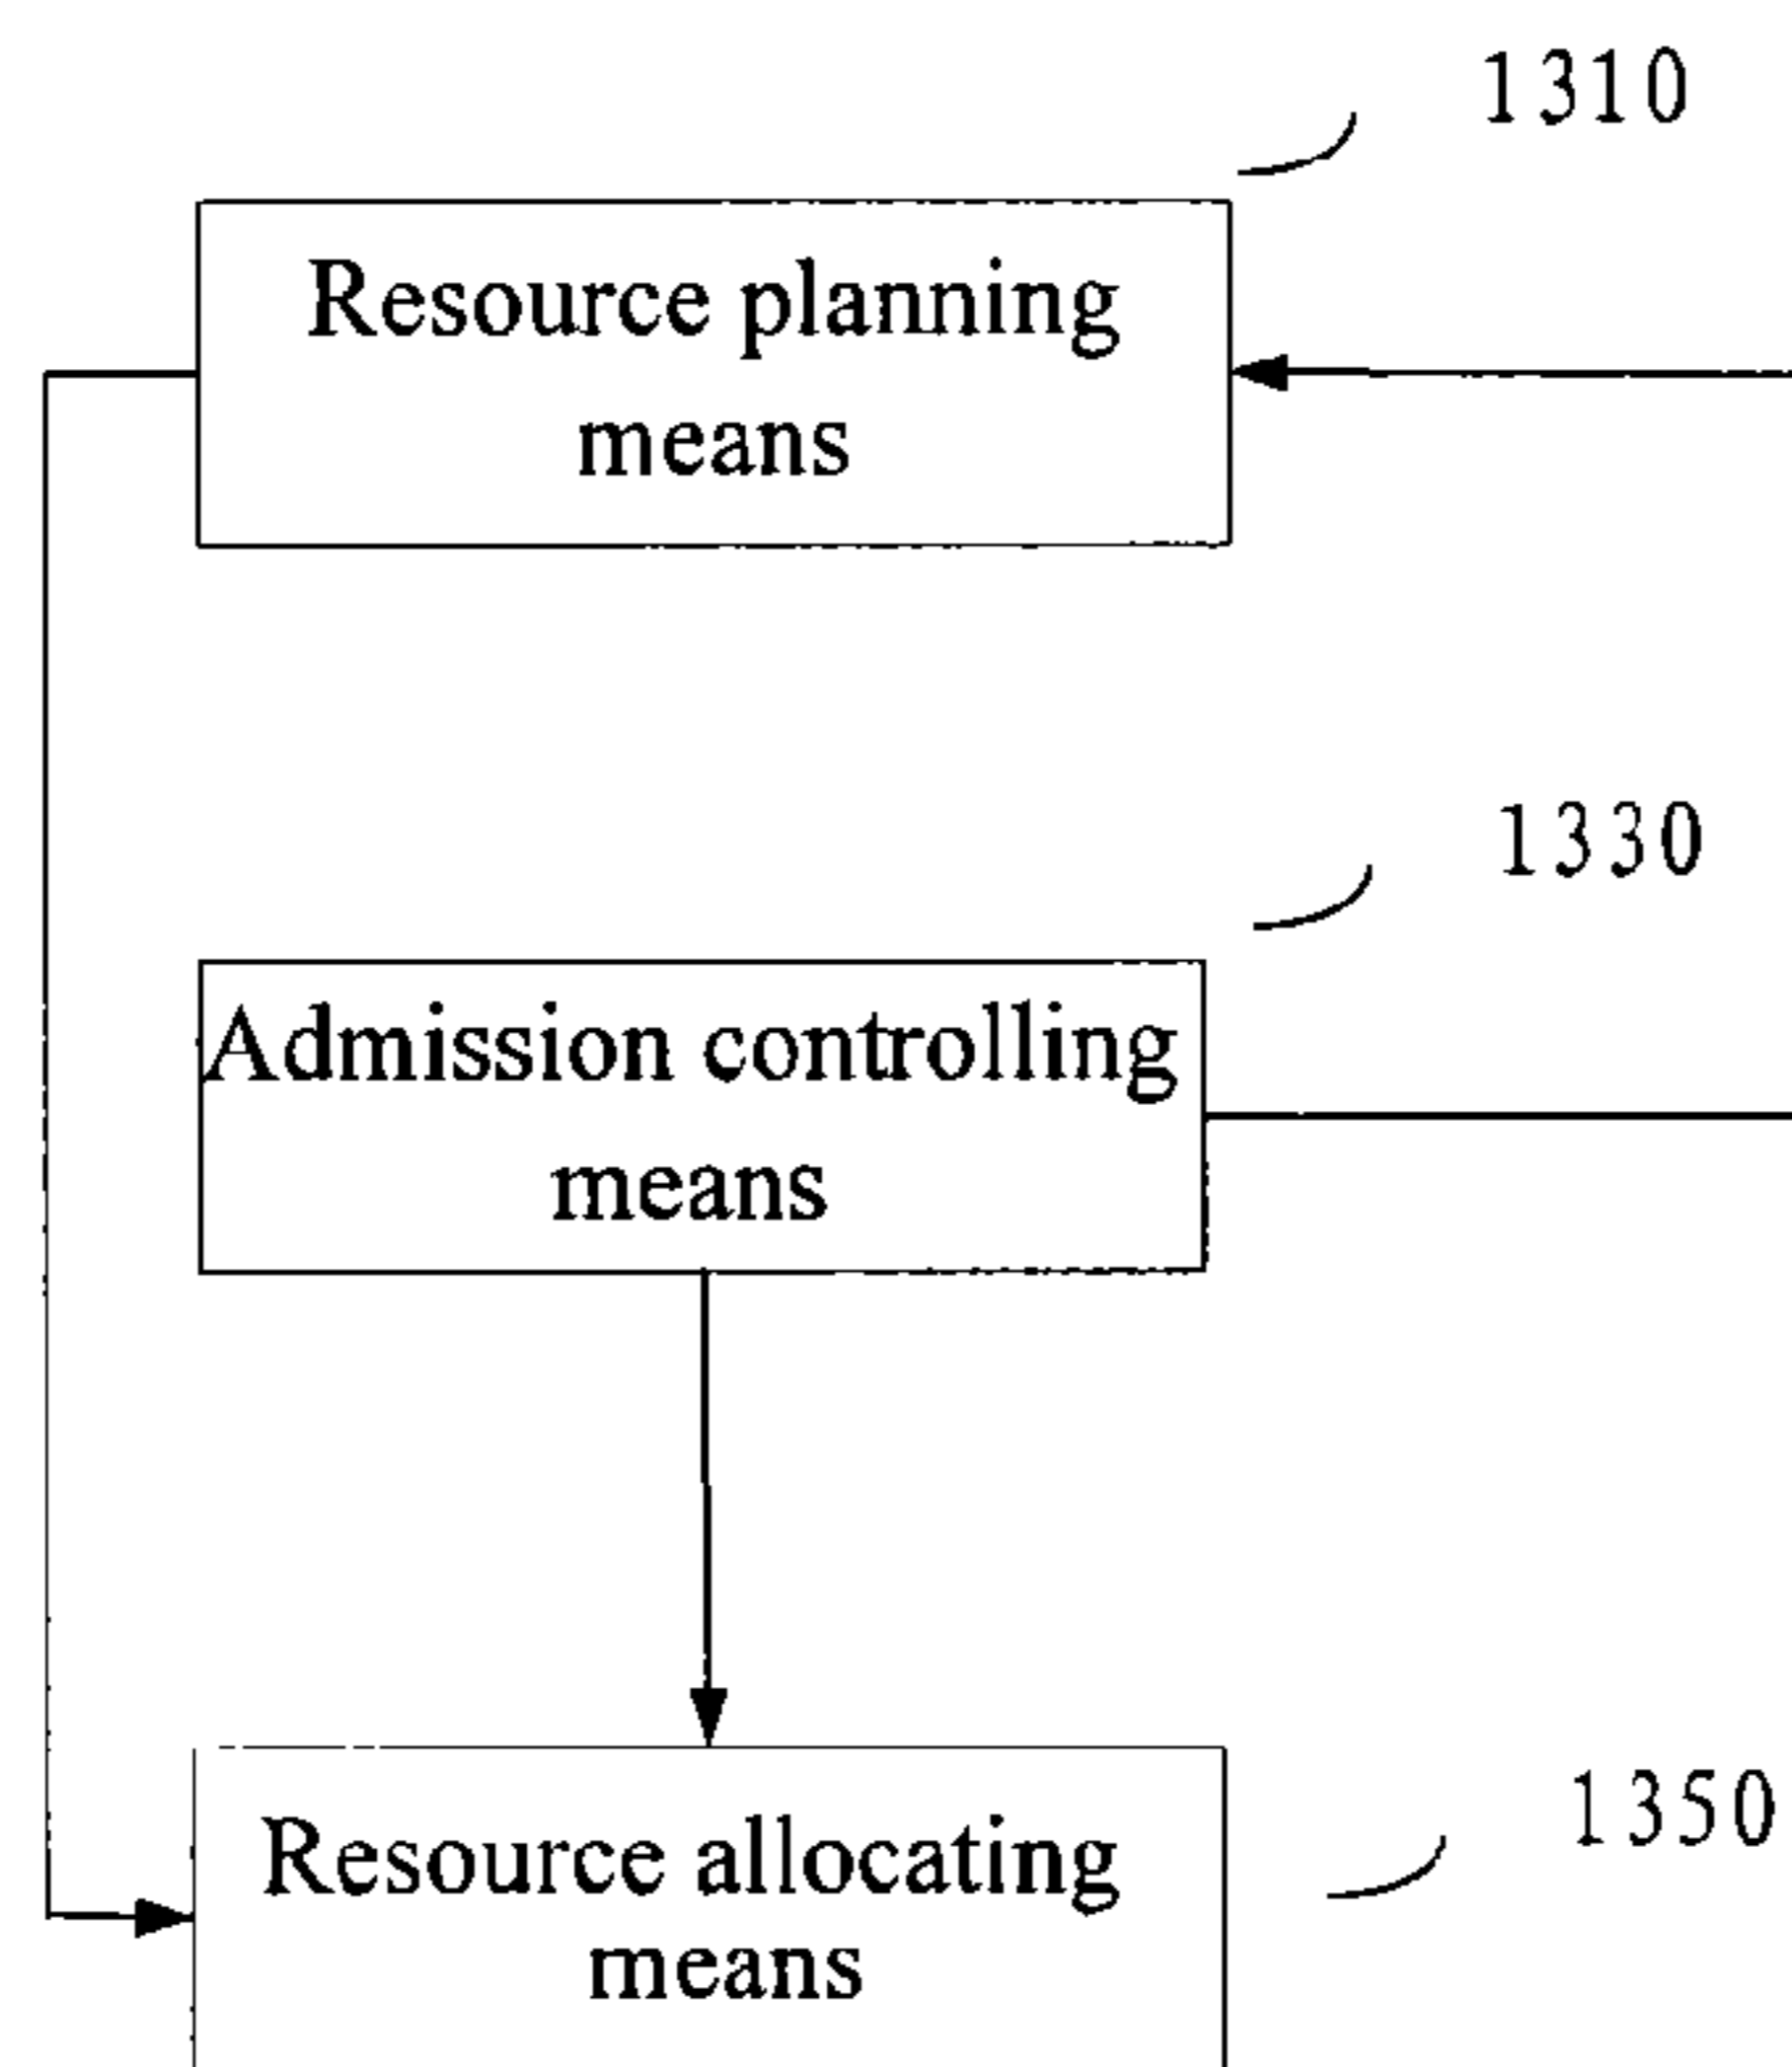 1310
Resource planning
means
1330
Admission controlling
means
1350
Resource allocating
means